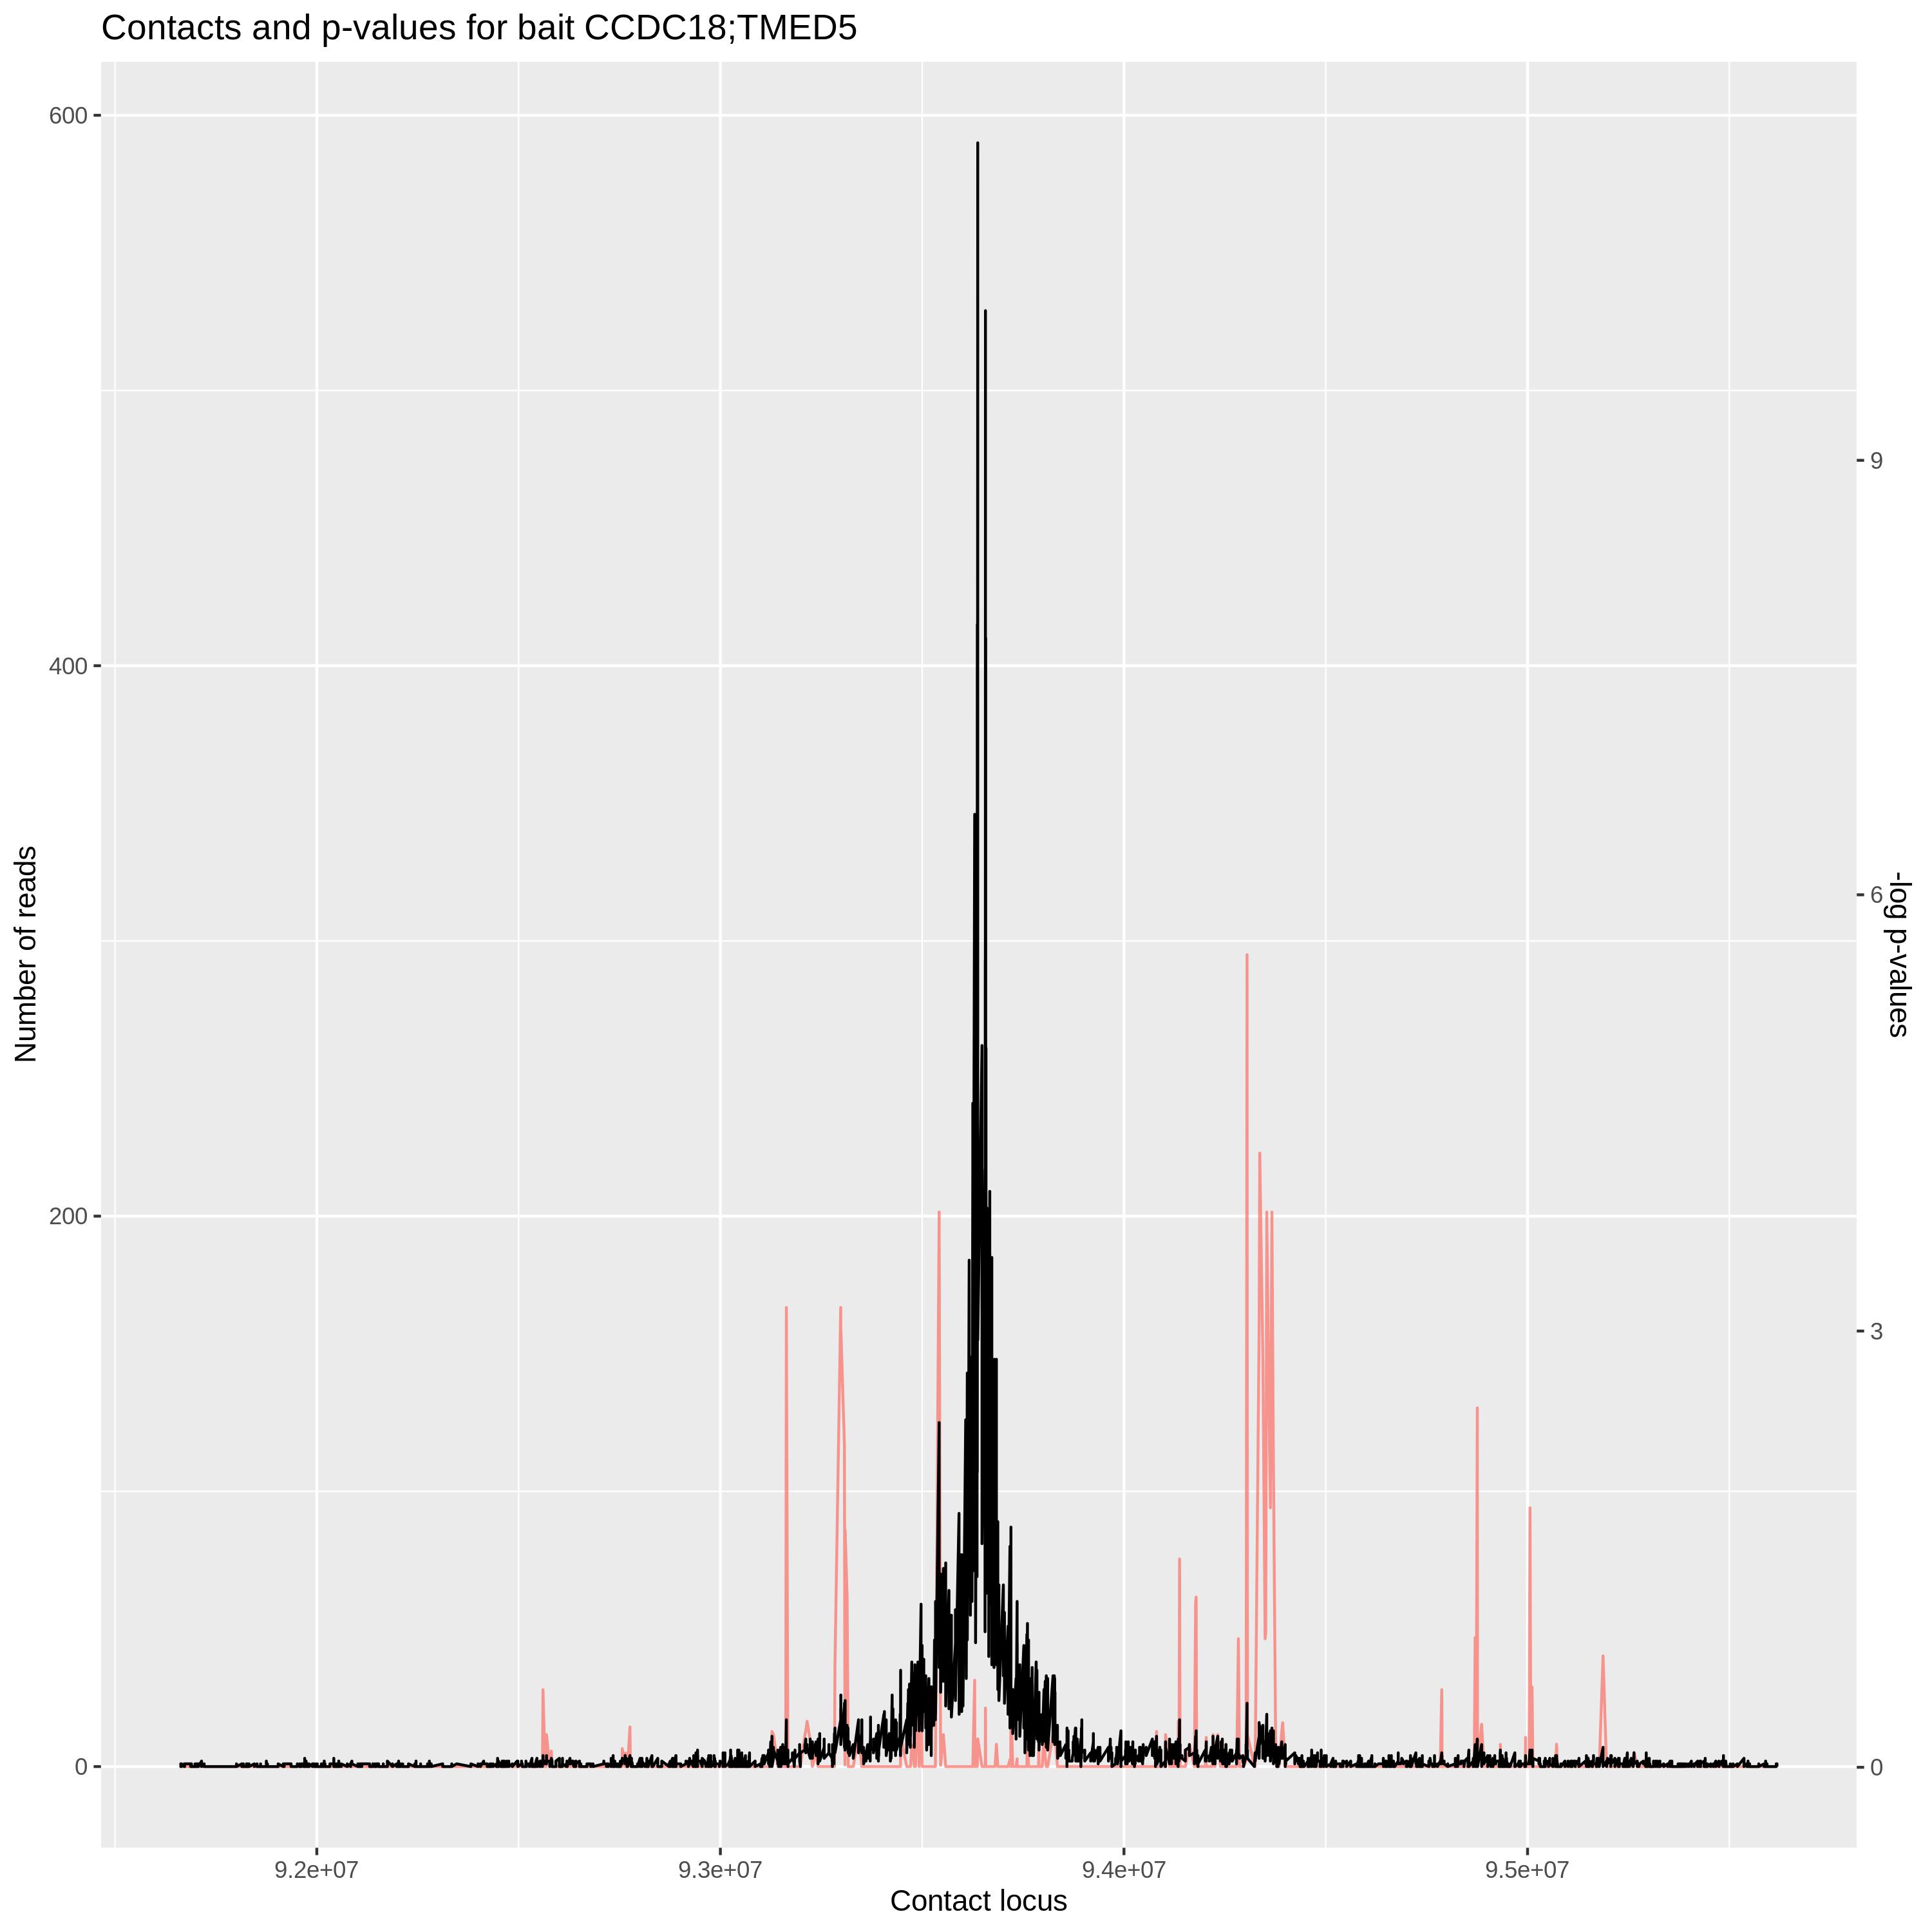 Contacts and p-values for bait CCDC18;TMED5
600
400
200
0
Number of reads
9
6
3
0
-log p-values
9.2e+07
9.3e+07
9.4e+07
9.5e+07
Contact locus